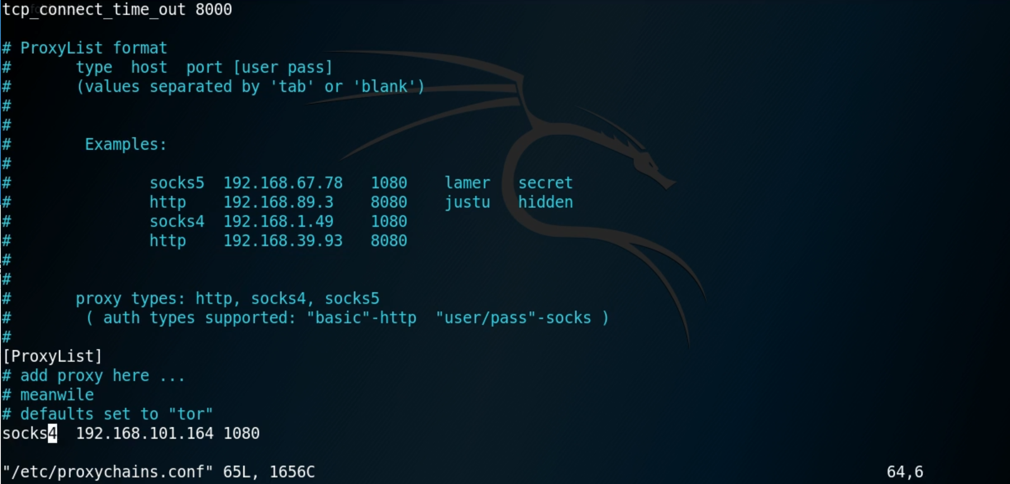 tcp_connect_time_out 8000
# ProxyList format
#       type  host  port [user pass]
#       (values separated by 'tab' or 'blank')
#
#
#        Examples:
#
#               socks5  192.168.67.78   1080    lamer   secret
#               http    192.168.89.3    8080    justu   hidden
#               socks4  192.168.1.49    1080
#               http    192.168.39.93   8080
#
#
#       proxy types: http, socks4, socks5
#        ( auth types supported: "basic"-http  "user/pass"-socks )
#
[ProxyList]
# add proxy here ...
# meanwile
# defaults set to "tor"
socks4  192.168.101.164 1080
"/etc/proxychains.conf" 65L, 1656C                                                              64,6